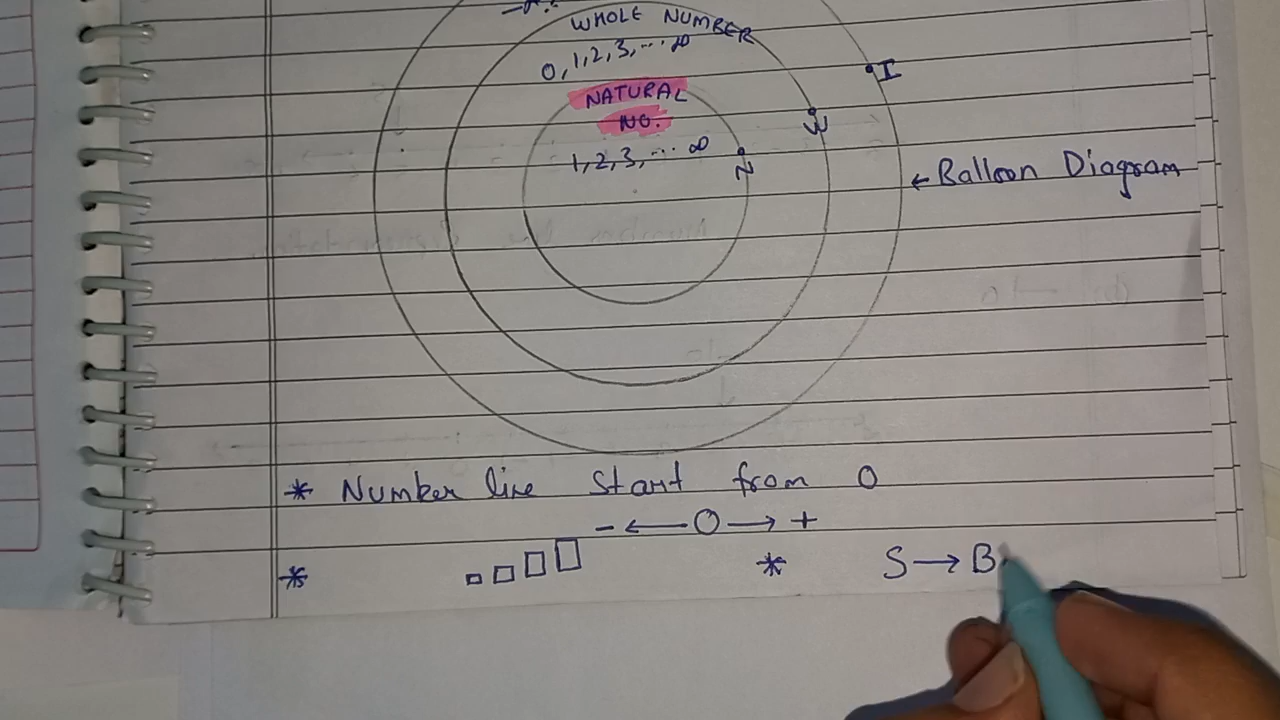 WHOLE NUMBER
0, 1, 2, 3, ... ∞
I
NATURAL
NO.
W
1, 2, 3, ... ∞
N
← Balloon Diagram
* Number line Start from 0
- ← 0 → +
* * S → B